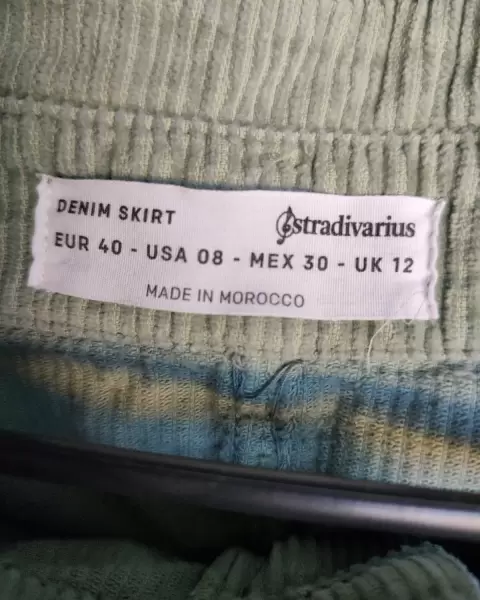 DENIM SKIRT
stradivarius
EUR 40 - USA 08 - MEX 30 - UK 12
MADE IN MOROCCO